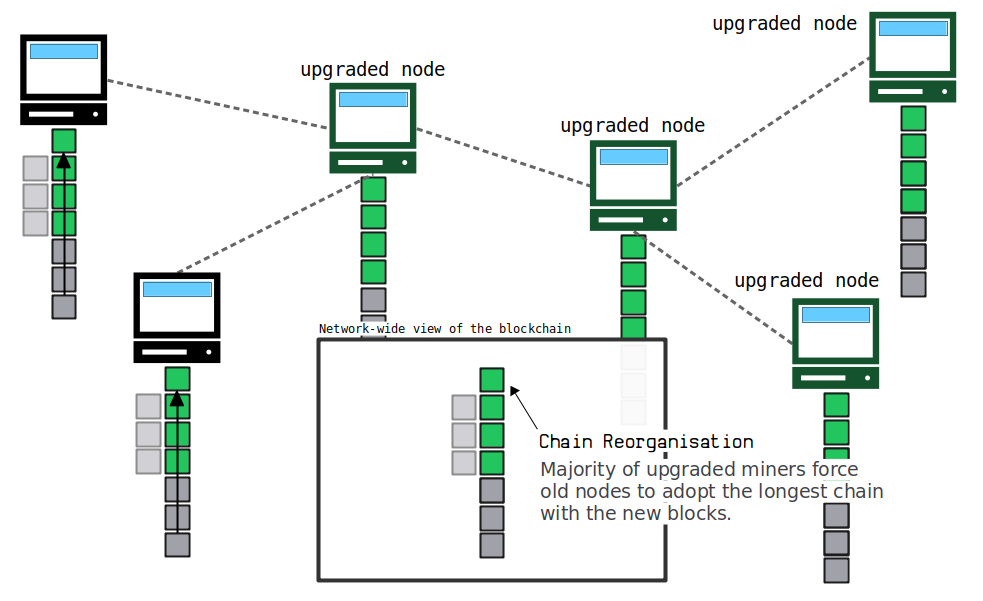 upgraded node
upgraded node
upgraded node
upgraded node
Network-wide view of the blockchain
Chain Reorganisation
Majority of upgraded miners force
old nodes to adopt the longest chain
with the new blocks.